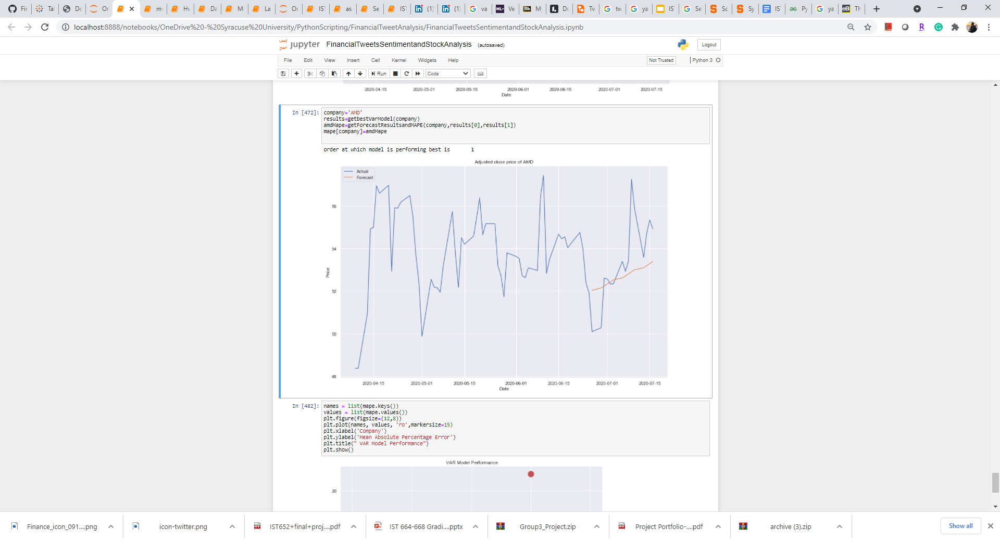 Fir
Ta
Dc
Or
mi
Hv
Da
Mi
La
Or
IS
as
Se
IS
(1)
(1)
va
Ve
My
Dc
Tw
tw
ya
IS
Se
Sc
Sy
IS
Py
ya
Th
localhost:8888/notebooks/OneDrive%20-%20Syracuse%20University/PythonScripting/FinancialTweetAnalysis/FinancialTweetsSentimentandStockAnalysis.ipynb
jupyter FinancialTweetsSentimentandStockAnalysis (autosaved)
Logout
File Edit View Insert Cell Kernel Widgets Help
Not Trusted
Python 3
Run
Code
2020-04-15 2020-05-01 2020-05-15 2020-06-01 2020-06-15 2020-07-01 2020-07-15
Date
In [472]:
company='AMD'
results=getbestVarModel(company)
amdMape=getForecastResultsandMAPE(company,results[0],results[1])
mape[company]=amdMape
order at which model is performing best is 1
Adjusted close price of AMD
Actual
Forecast
56
54
Price
52
50
48
2020-04-15 2020-05-01 2020-05-15 2020-06-01 2020-06-15 2020-07-01 2020-07-15
Date
In [482]:
names = list(mape.keys())
values = list(mape.values())
plt.figure(figsize=(12,8))
plt.plot(names, values, 'ro',markersize=15)
plt.xlabel('Company')
plt.ylabel('Mean Absolute Percentage Error')
plt.title(" VAR Model Performance")
plt.show()
VAR Model Performance
20
Finance_icon_091....png
icon-twitter.png
IST652+final+proj....pdf
IST 664-668 Gradi....pptx
Group3_Project.zip
Project Portfolio-....pdf
archive (3).zip
Show all